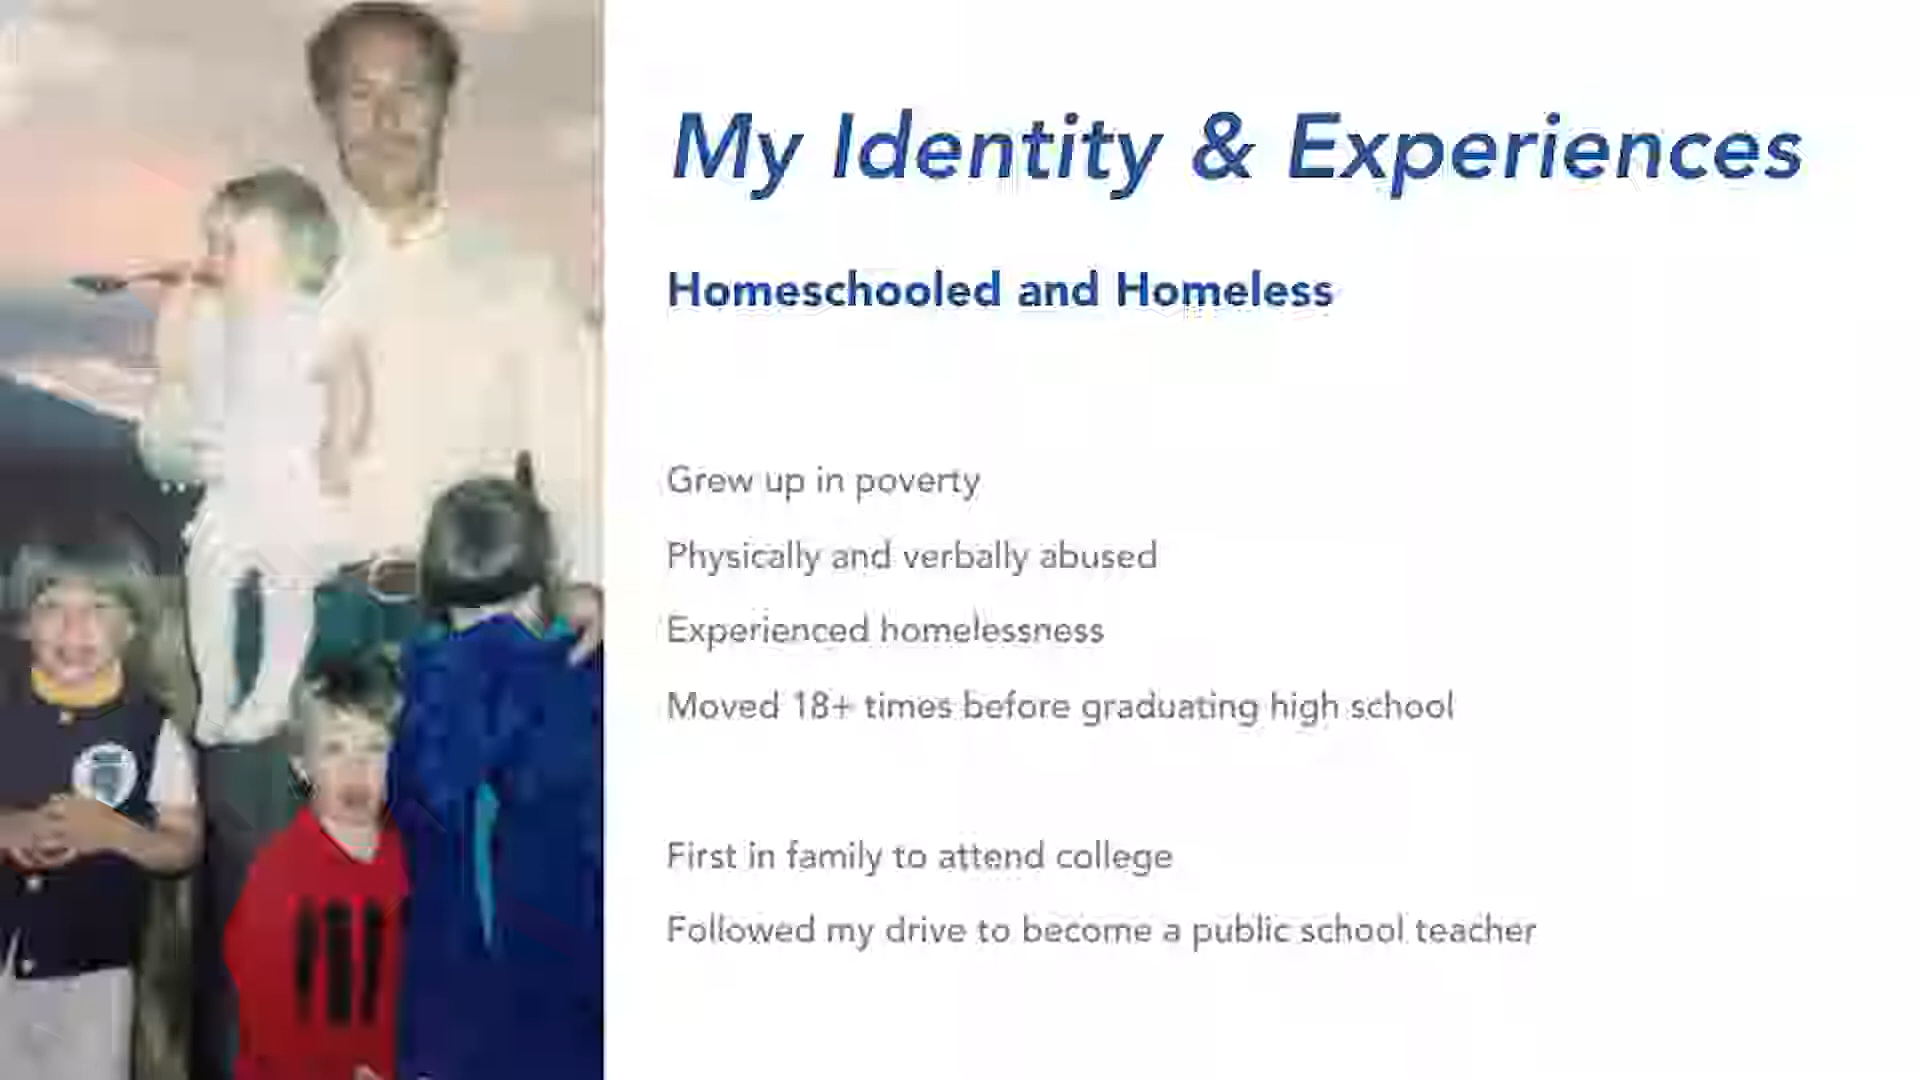 My Identity & Experiences
Homeschooled and Homeless
Grew up in poverty
Physically and verbally abused
Experienced homelessness
Moved 18+ times before graduating high school
First in family to attend college
Followed my drive to become a public school teacher